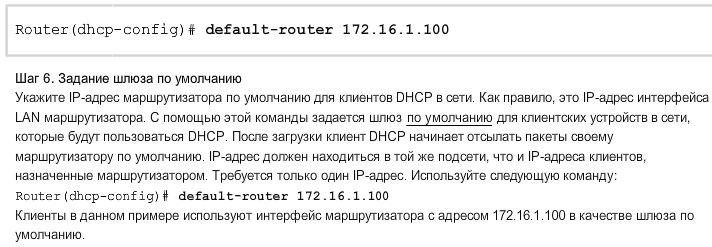 Router(dhcp-config)# default-router 172.16.1.100
Шаг 6. Задание шлюза по умолчанию
Укажите IP-адрес маршрутизатора по умолчанию для клиентов DHCP в сети. Как правило, это IP-адрес интерфейса
LAN маршрутизатора. С помощью этой команды задается шлюз по умолчанию для клиентских устройств в сети,
которые будут пользоваться DHCP. После загрузки клиент DHCP начинает отсылать пакеты своему
маршрутизатору по умолчанию. IP-адрес должен находиться в той же подсети, что и IP-адреса клиентов,
назначенные маршрутизатором. Требуется только один IP-адрес. Используйте следующую команду:
Router(dhcp-config)# default-router 172.16.1.100
Клиенты в данном примере используют интерфейс маршрутизатора с адресом 172.16.1.100 в качестве шлюза по
умолчанию.